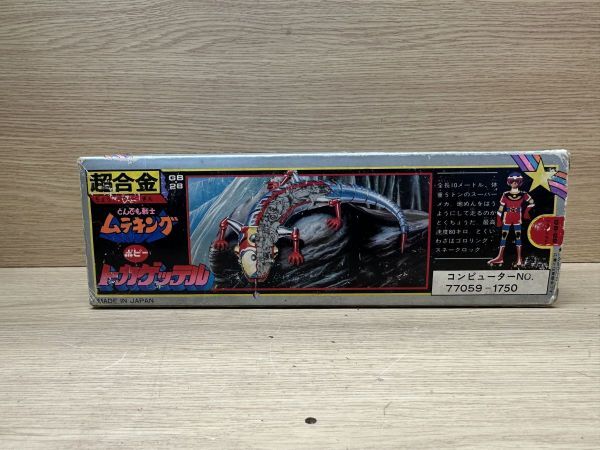 超合金
GB
28
とんでも戦士
ムテキング
ポピー
トカゲッテル
MADE IN JAPAN
全長10メートル、体
重5トンのスーパー
メカ、地めんをはう
ようにして走るのが
とくちょうだ。最高
速度80キロ とくい
わざはゴロリング・
スネークロック。
コンピューターNO.
77059-1750